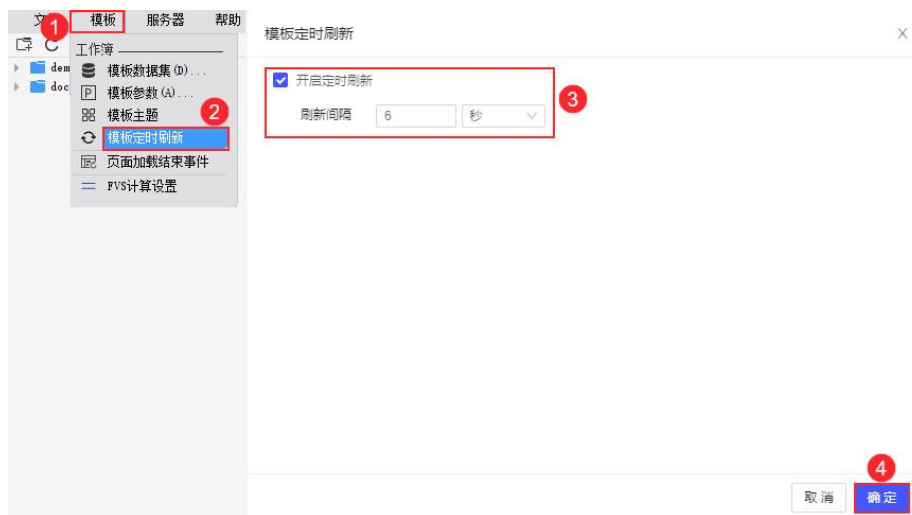 文
1
模板
服务器
帮助
工作簿
dem
doc
模板数据集(D)...
模板参数(A)...
2
模板主题
模板定时刷新
页面加载结束事件
FVS计算设置
模板定时刷新
开启定时刷新
3
刷新间隔 6 秒
4
取消 确定